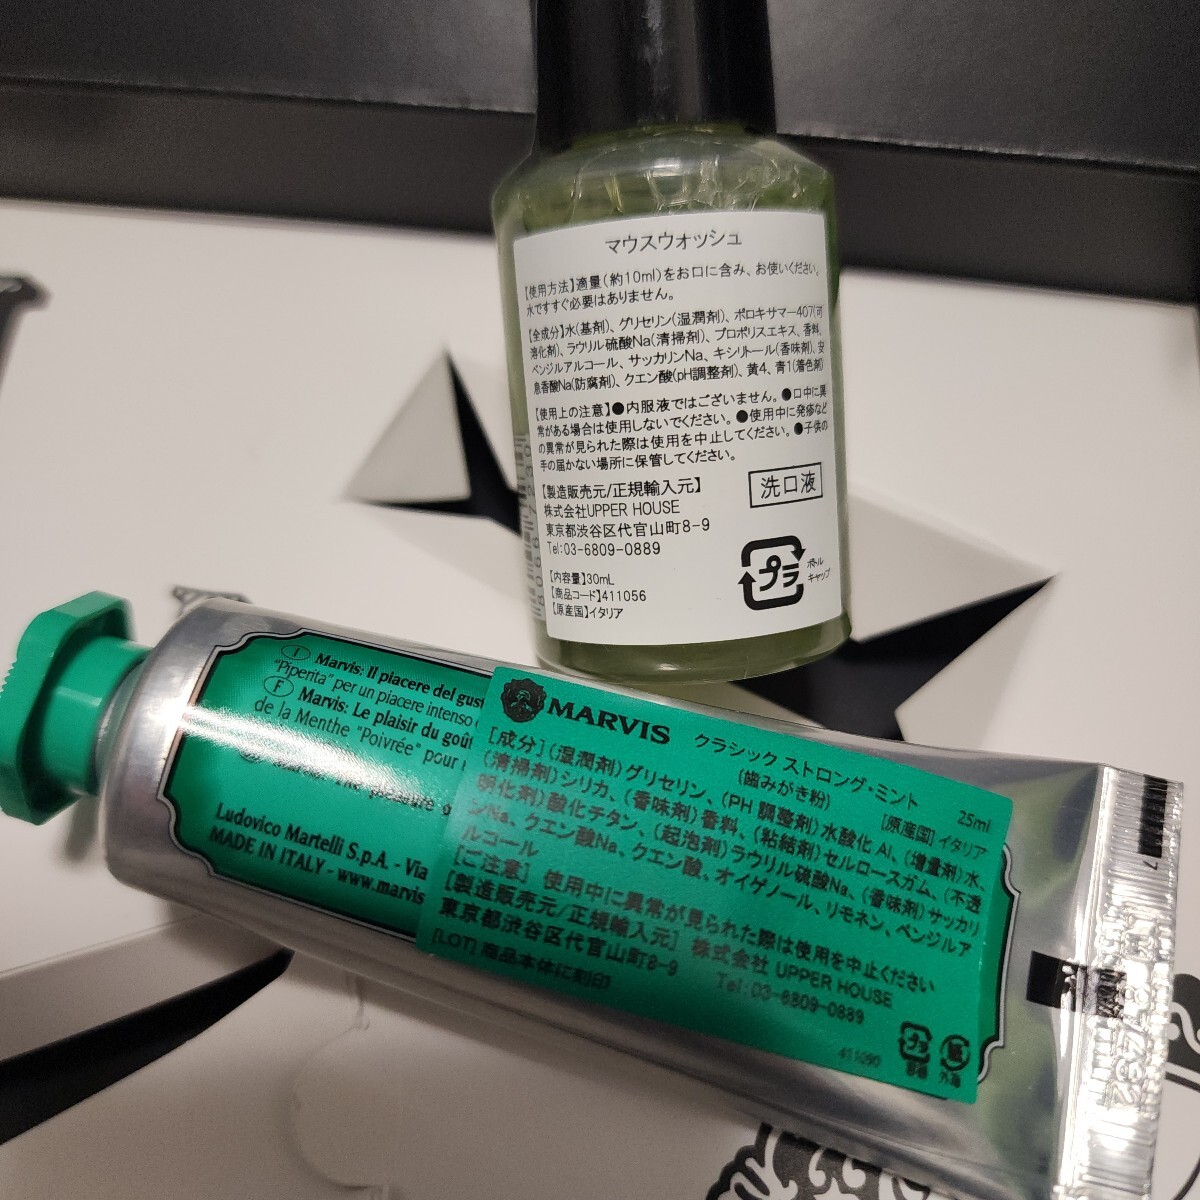 マウスウォッシュ
【使用方法】適量(約10ml)をお口に含み、お使いください。
水ですすぐ必要はありません。
【全成分】水(基剤)、グリセリン(湿潤剤)、ポロキサマー407(可
溶化剤)、ラウリル硫酸Na(清掃剤)、プロポリスエキス、香料、
ベンジルアルコール、サッカリンNa、キシリトール(香味剤)、安
息香酸Na(防腐剤)、クエン酸(pH調整剤)、黄4、青1(着色剤)
【使用上の注意】●内服液ではございません。●口中に異
常がある場合は使用しないでください。●使用中に発疹など
の異常が見られた際は使用を中止してください。●子供の
手の届かない場所に保管してください。
【製造販売元/正規輸入元】
株式会社UPPER HOUSE
東京都渋谷区代官山町8-9
Tel:03-6809-0889
洗口液
【内容量】30mL
【商品コード】411056
【原産国】イタリア
プラ
ボトル
キャップ
I Marvis: Il piacere del gus
"Piperita" per un piacere intenso
F Marvis: Le plaisir du goû
de la Menthe "Poivrée" pour
Ludovico Martelli S.p.A. - Via
MADE IN ITALY - www.marvis
MARVIS
クラシック ストロング・ミント
(歯みがき粉)
25ml
[原産国] イタリア
[成分] (湿潤剤)グリセリン、(PH 調整剤)水酸化 Al、(増量剤)水、
(清掃剤)シリカ、(香味剤)香料、(粘結剤)セルロースガム、(不透
明化剤)酸化チタン、(起泡剤)ラウリル硫酸Na、(香味剤)サッカリ
ンNa、クエン酸Na、クエン酸、オイゲノール、リモネン、ベンジルア
ルコール
[ご注意] 使用中に異常が見られた際は使用を中止ください
[製造販売元/正規輸入元] 株式会社 UPPER HOUSE
東京都渋谷区代官山町8-9 Tel:03-6809-0889
[LOT] 商品本体に刻印
411090
プラ
紙
外箱